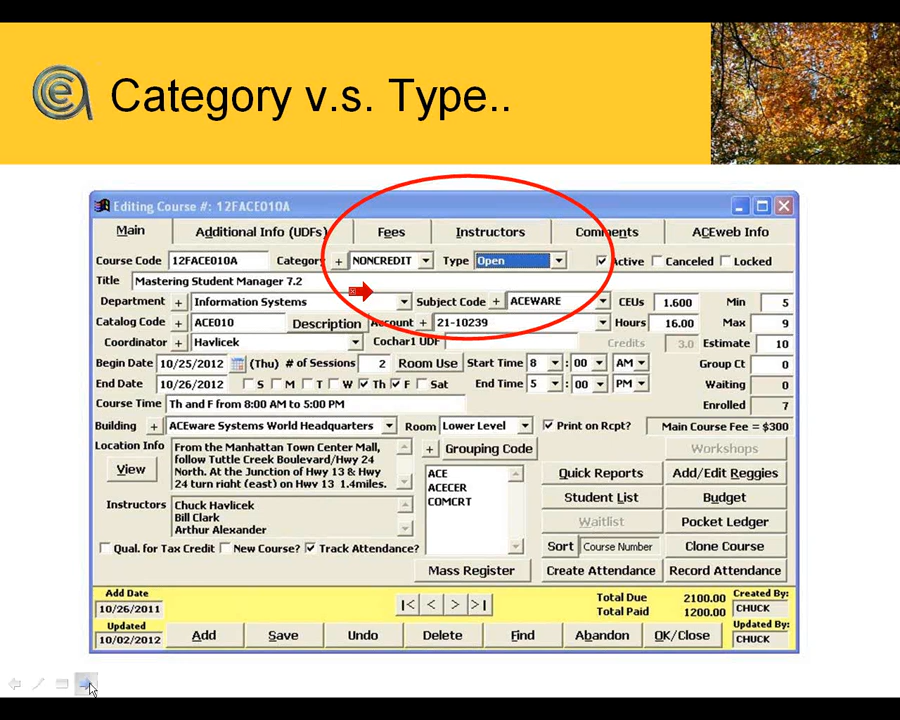 Category v.s. Type..
Editing Course #: 12FACE010A
Main Additional Info (UDFs) Fees Instructors Comments ACEweb Info
Course Code 12FACE010A Category + NONCREDIT Type Open Active Canceled Locked
Title Mastering Student Manager 7.2
Department + Information Systems Subject Code + ACEWARE CEUs 1.600 Min 5
Catalog Code + ACE010 Description Account + 21-10239 Hours 16.00 Max 9
Coordinator + Havlicek Cochar1 UDF Credits 3.0 Estimate 10
Begin Date 10/25/2012 (Thu) # of Sessions 2 Room Use Start Time 8 :00 AM Group Ct 0
End Date 10/26/2012 S M T W Th F Sat End Time 5 :00 PM Waiting 0
Course Time Th and F from 8:00 AM to 5:00 PM Enrolled 7
Building + ACEware Systems World Headquarters Room Lower Level Print on Rcpt? Main Course Fee = $300
Location Info From the Manhattan Town Center Mall, + Grouping Code Workshops
follow Tuttle Creek Boulevard/Hwy 24
View North. At the Junction of Hwy 13 & Hwy ACE Quick Reports Add/Edit Reggies
24 turn right (east) on Hwy 13 1.4miles. ACECER
Instructors Chuck Havlicek COMCRT Student List Budget
Bill Clark Waitlist Pocket Ledger
Arthur Alexander
Qual. for Tax Credit New Course? Track Attendance? Sort Course Number Clone Course
Mass Register Create Attendance Record Attendance
Add Date Total Due 2100.00 Created By:
10/26/2011 |< < > >| Total Paid 1200.00 CHUCK
Updated Updated By:
10/02/2012 Add Save Undo Delete Find Abandon OK/Close CHUCK